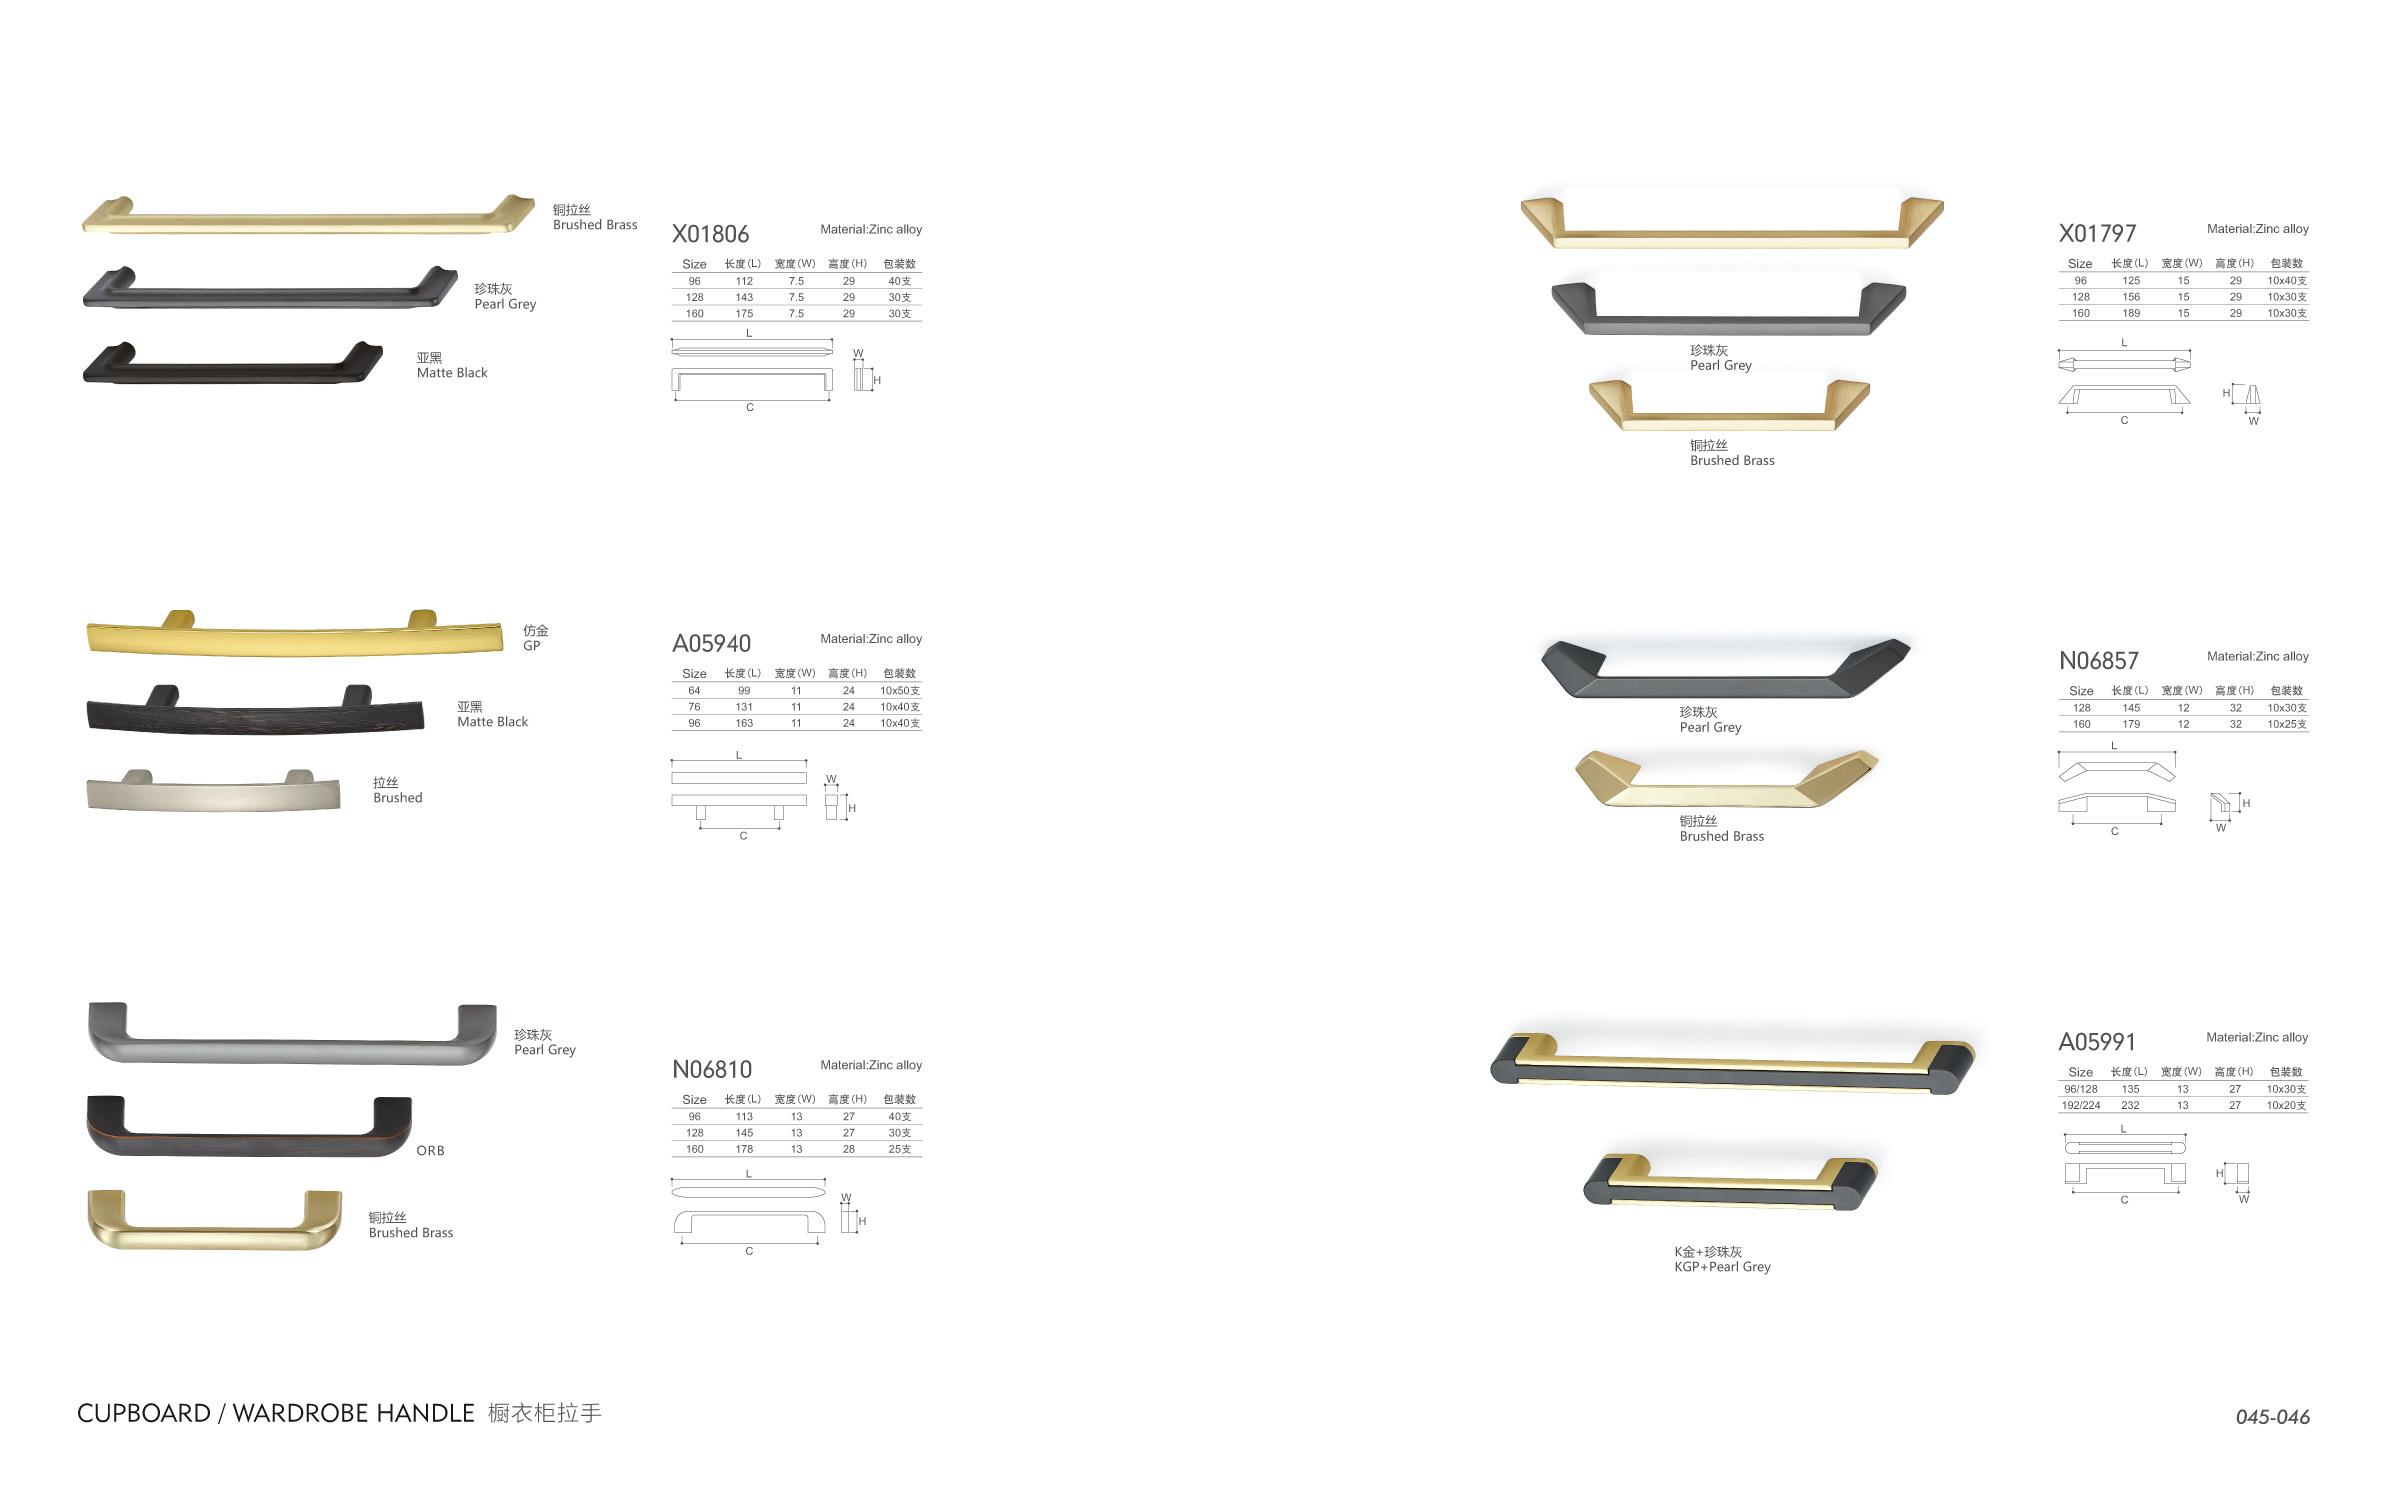 铜拉丝
Brushed Brass
珍珠灰
Pearl Grey
亚黑
Matte Black
X01806 Material:Zinc alloy
Size 长度(L) 宽度(W) 高度(H) 包装数
96 112 7.5 29 40支
128 143 7.5 29 30支
160 175 7.5 29 30支
L
W
H
C
仿金
GP
亚黑
Matte Black
拉丝
Brushed
A05940 Material:Zinc alloy
Size 长度(L) 宽度(W) 高度(H) 包装数
64 99 11 24 10x50支
76 131 11 24 10x40支
96 163 11 24 10x40支
L
W
H
C
珍珠灰
Pearl Grey
ORB
铜拉丝
Brushed Brass
N06810 Material:Zinc alloy
Size 长度(L) 宽度(W) 高度(H) 包装数
96 113 13 27 40支
128 145 13 27 30支
160 178 13 28 25支
L
W
H
C
珍珠灰
Pearl Grey
铜拉丝
Brushed Brass
X01797 Material:Zinc alloy
Size 长度(L) 宽度(W) 高度(H) 包装数
96 125 15 29 10x40支
128 156 15 29 10x30支
160 189 15 29 10x30支
L
H
W
C
珍珠灰
Pearl Grey
铜拉丝
Brushed Brass
N06857 Material:Zinc alloy
Size 长度(L) 宽度(W) 高度(H) 包装数
128 145 12 32 10x30支
160 179 12 32 10x25支
L
H
W
C
K金+珍珠灰
KGP+Pearl Grey
A05991 Material:Zinc alloy
Size 长度(L) 宽度(W) 高度(H) 包装数
96/128 135 13 27 10x30支
192/224 232 13 27 10x20支
L
H
W
C
CUPBOARD / WARDROBE HANDLE 橱衣柜拉手
045-046